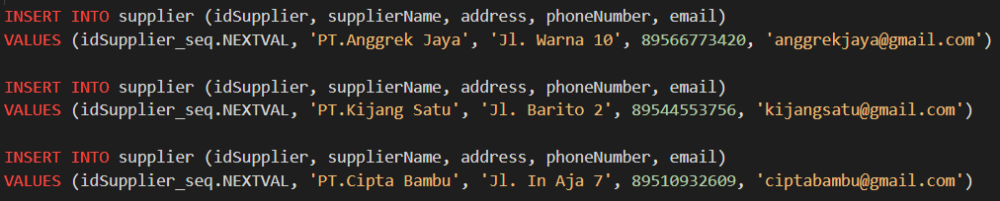 INSERT INTO supplier (idSupplier, supplierName, address, phoneNumber, email)
VALUES (idSupplier_seq.NEXTVAL, 'PT.Anggrek Jaya', 'Jl. Warna 10', 89566773420, 'anggrekjaya@gmail.com')
INSERT INTO supplier (idSupplier, supplierName, address, phoneNumber, email)
VALUES (idSupplier_seq.NEXTVAL, 'PT.Kijang Satu', 'Jl. Barito 2', 89544553756, 'kijangsatu@gmail.com')
INSERT INTO supplier (idSupplier, supplierName, address, phoneNumber, email)
VALUES (idSupplier_seq.NEXTVAL, 'PT.Cipta Bambu', 'Jl. In Aja 7', 89510932609, 'ciptabambu@gmail.com')